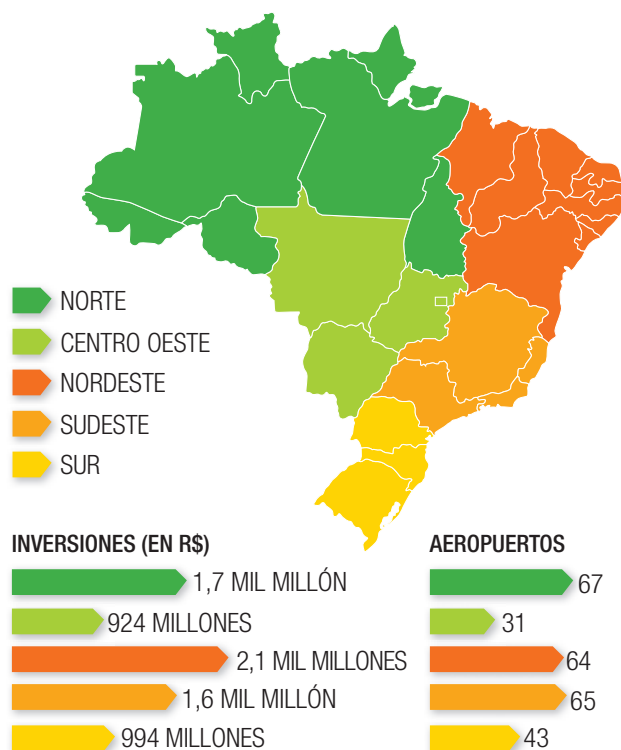 NORTE
CENTRO OESTE
NORDESTE
SUDESTE
SUR
INVERSIONES (EN R$)
1,7 MIL MILLÓN
924 MILLONES
2,1 MIL MILLONES
1,6 MIL MILLÓN
994 MILLONES
AEROPUERTOS
67
31
64
65
43